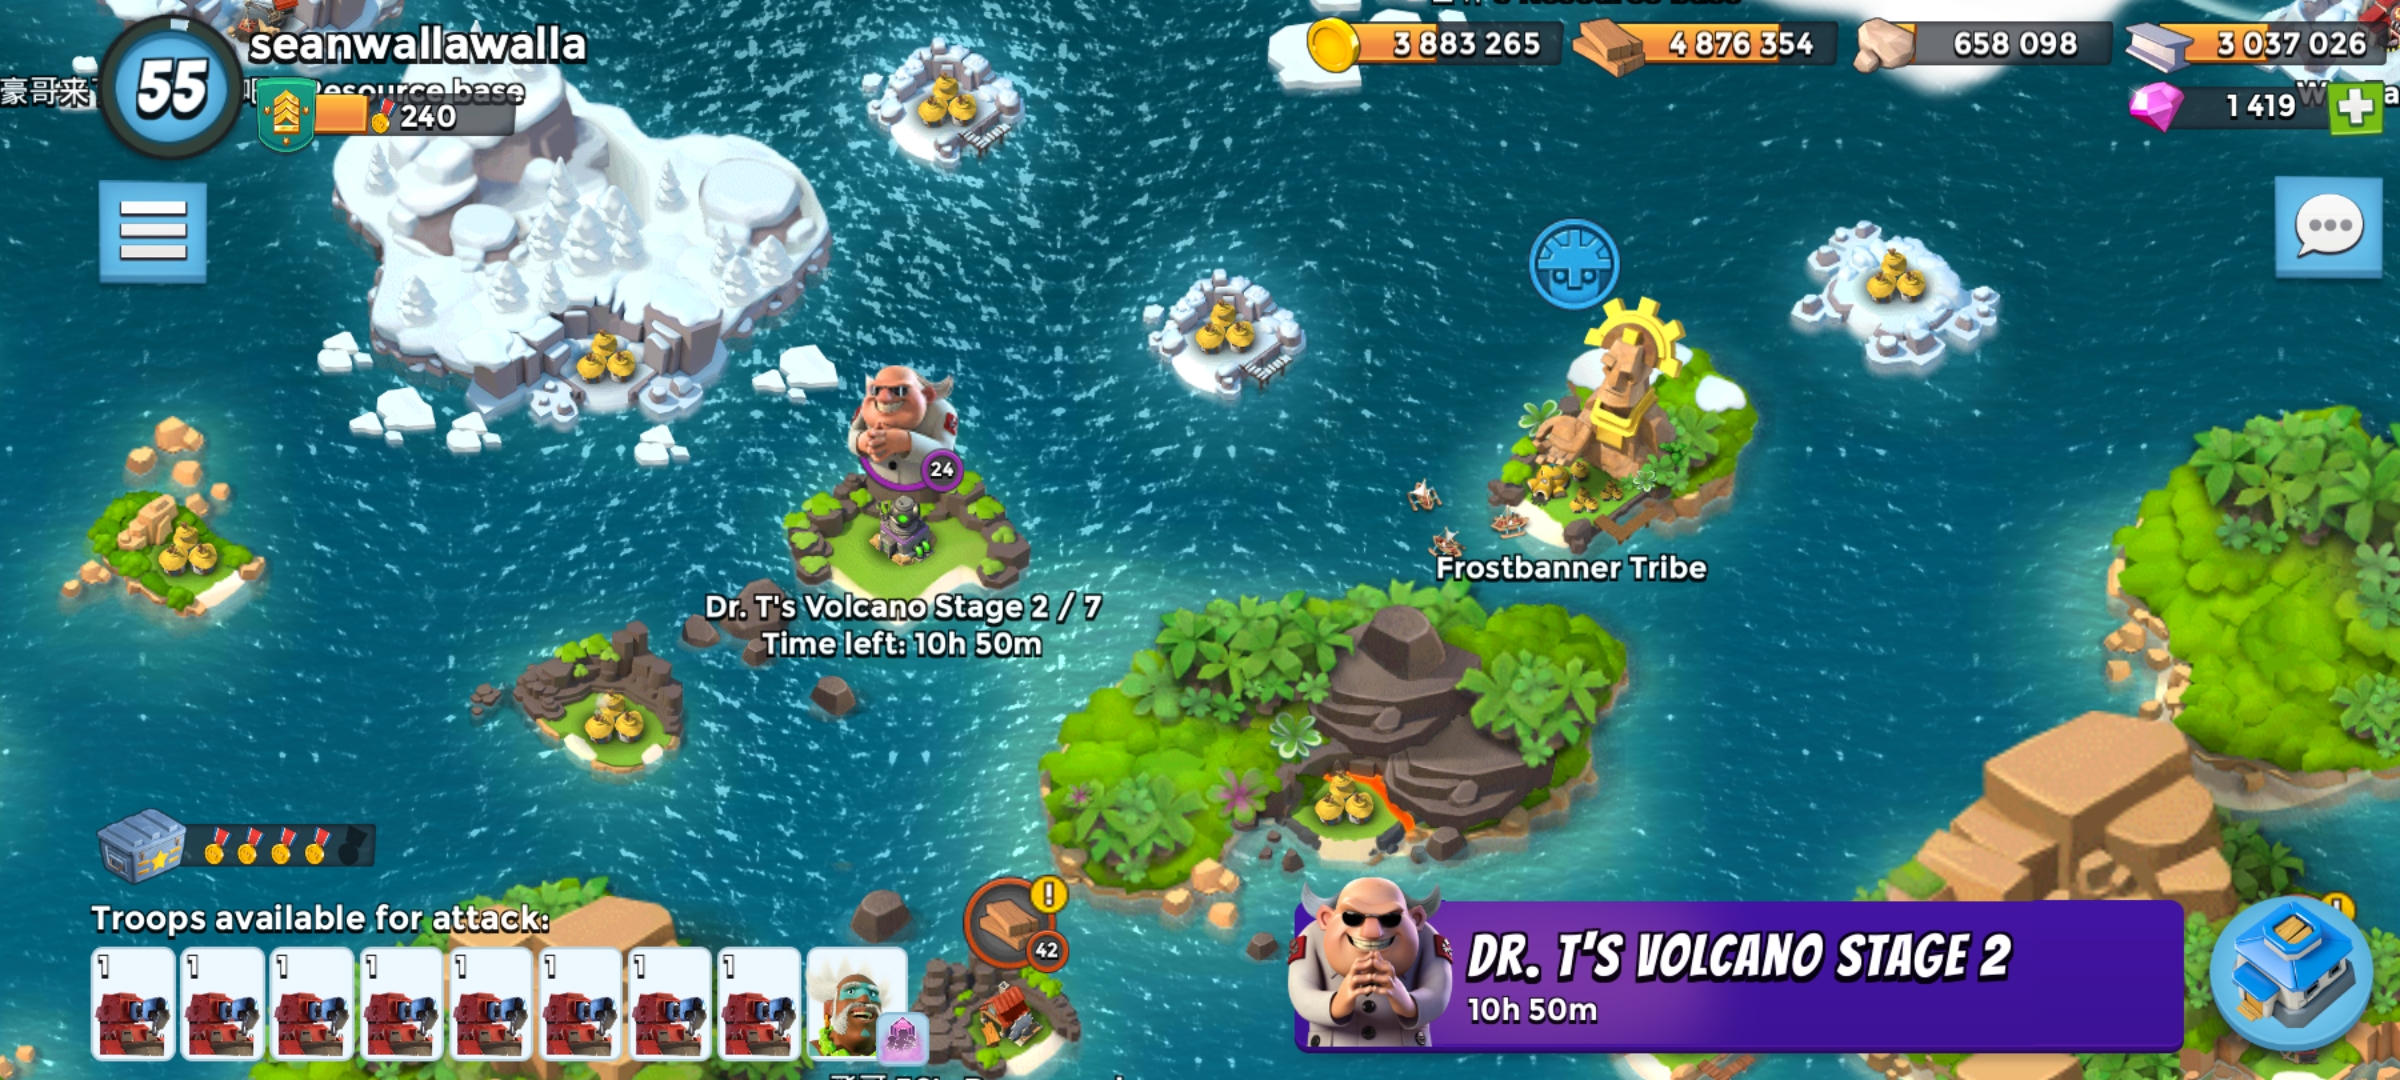 seanwallawalla
55
豪哥来
Resource base
240
3 883 265
4 876 354
658 098
3 037 026
1 419
24
Dr. T's Volcano Stage 2 / 7
Time left: 10h 50m
Frostbanner Tribe
Troops available for attack:
1 1 1 1 1 1 1 1
42
DR. T'S VOLCANO STAGE 2
10h 50m